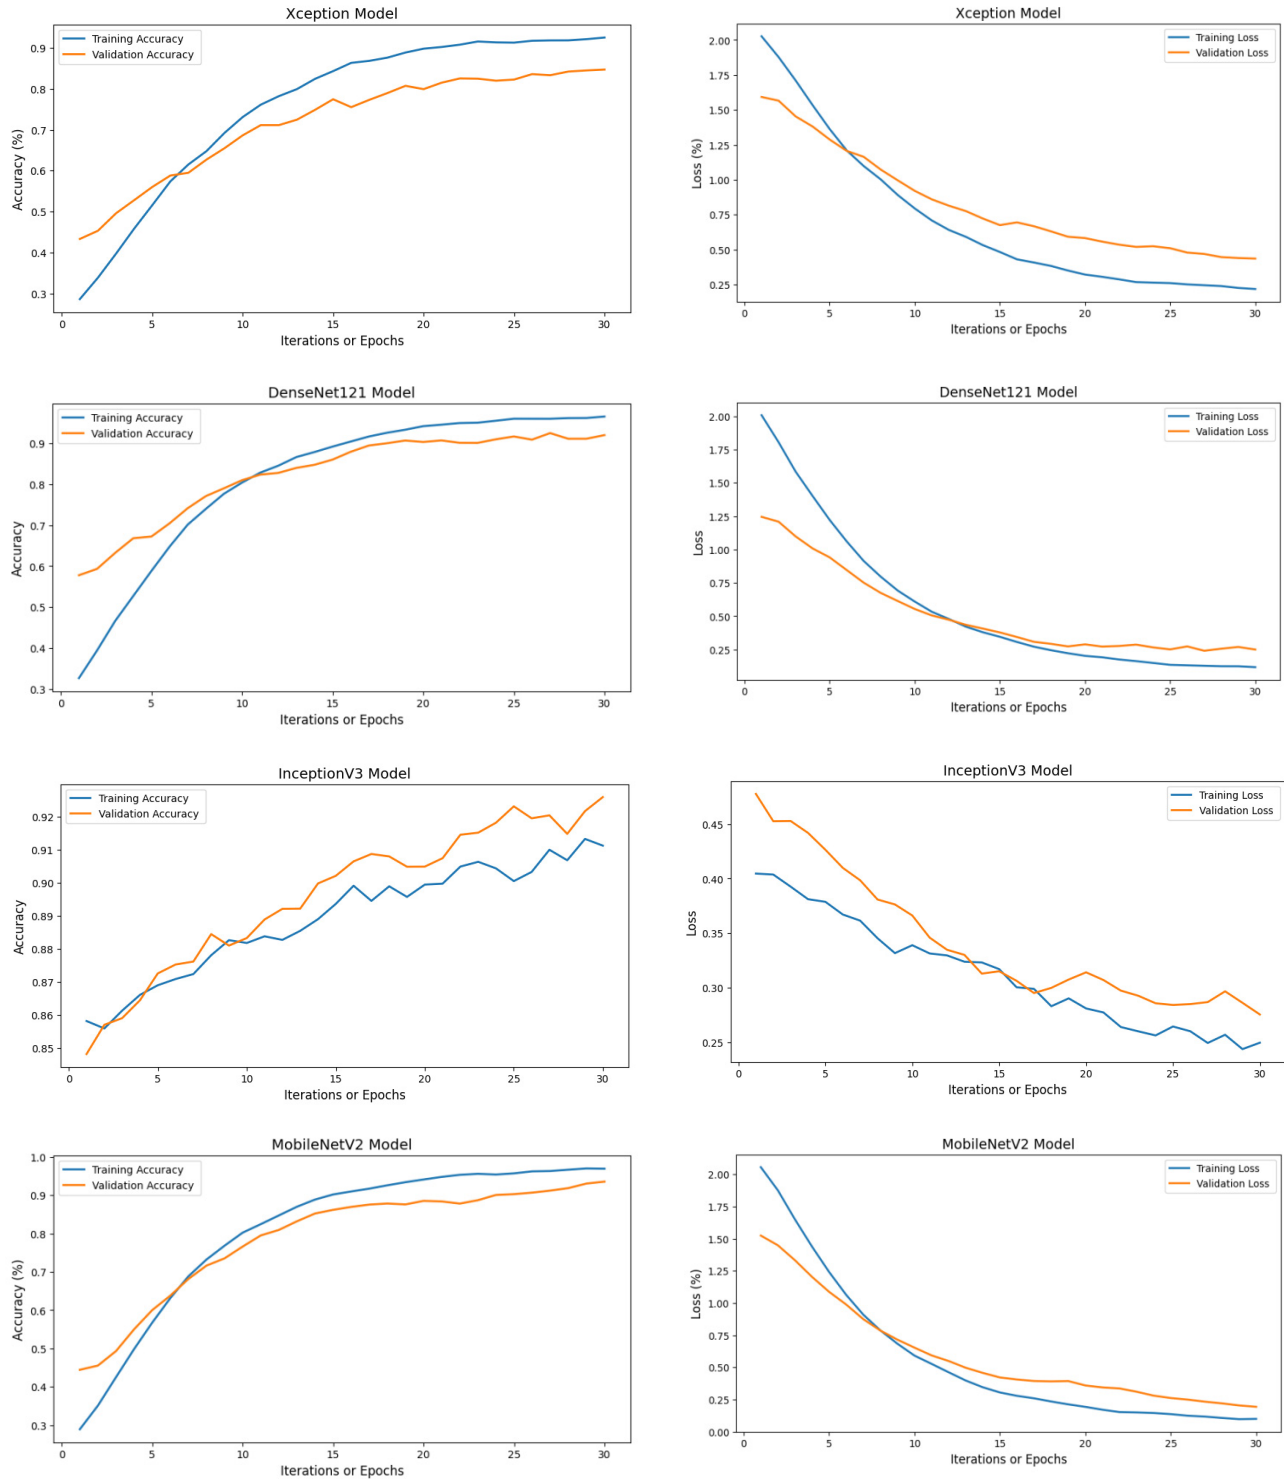 Xception Model
Training Accuracy
Validation Accuracy
Accuracy (%)
0.9
0.8
0.7
0.6
0.5
0.4
0.3
0 5 10 15 20 25 30
Iterations or Epochs
Xception Model
Training Loss
Validation Loss
Loss (%)
2.00
1.75
1.50
1.25
1.00
0.75
0.50
0.25
0 5 10 15 20 25 30
Iterations or Epochs
DenseNet121 Model
Training Accuracy
Validation Accuracy
Accuracy
0.9
0.8
0.7
0.6
0.5
0.4
0.3
0 5 10 15 20 25 30
Iterations or Epochs
DenseNet121 Model
Training Loss
Validation Loss
Loss
2.00
1.75
1.50
1.25
1.00
0.75
0.50
0.25
0 5 10 15 20 25 30
Iterations or Epochs
InceptionV3 Model
Training Accuracy
Validation Accuracy
Accuracy
0.92
0.91
0.90
0.89
0.88
0.87
0.86
0.85
0 5 10 15 20 25 30
Iterations or Epochs
InceptionV3 Model
Training Loss
Validation Loss
Loss
0.45
0.40
0.35
0.30
0.25
0 5 10 15 20 25 30
Iterations or Epochs
MobileNetV2 Model
Training Accuracy
Validation Accuracy
Accuracy (%)
1.0
0.9
0.8
0.7
0.6
0.5
0.4
0.3
0 5 10 15 20 25 30
Iterations or Epochs
MobileNetV2 Model
Training Loss
Validation Loss
Loss (%)
2.00
1.75
1.50
1.25
1.00
0.75
0.50
0.25
0.00
0 5 10 15 20 25 30
Iterations or Epochs